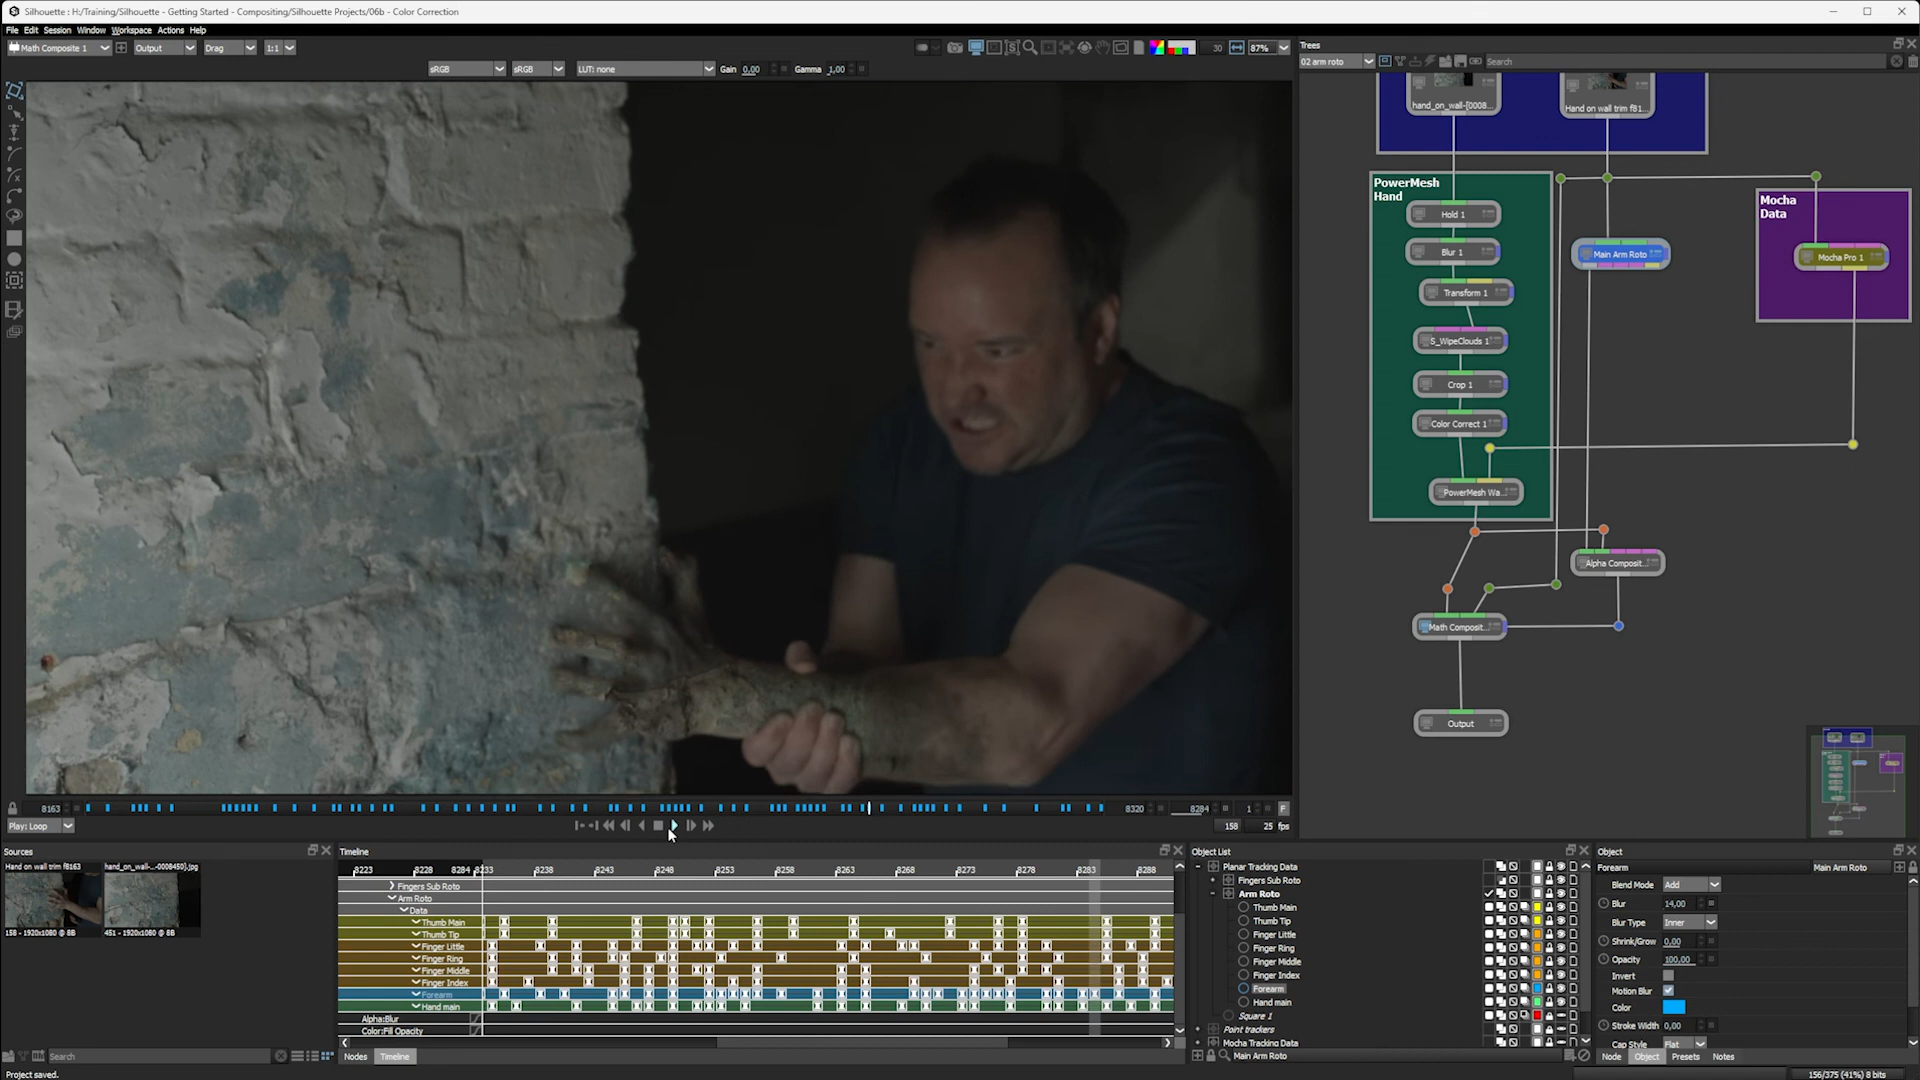 Silhouette : H:/Training/Silhouette - Getting Started - Compositing/Silhouette Projects/06b - Color Correction
File Edit Session Window Workspace Actions Help
Math Composite 1 Output Drag 1:1 30 87%
sRGB sRGB LUT: none Gain 0,00 Gamma 1,00
Trees
02 arm roto Search
hand_on_wall-[0008...
Hand on wall trim f81...
PowerMesh
Hand
Hold 1
Blur 1
Transform 1
S_WipeClouds 1
Crop 1
Color Correct 1
PowerMesh Wa...
Main Arm Roto
Mocha
Data
Mocha Pro 1
Alpha Composit...
Math Composit...
Output
8163 8320 8284 1 F
Play: Loop 158 25 fps
Sources
Hand on wall trim f8163
hand_on_wall-...-0008450].jpg
158 - 1920x1080 @ 8B
451 - 1920x1080 @ 8B
Search
Timeline
8223 8228 8284 8233 8238 8243 8248 8253 8258 8263 8268 8273 8278 8283 8288
Fingers Sub Roto
Arm Roto
Data
Thumb Main
Thumb Tip
Finger Little
Finger Ring
Finger Middle
Finger Index
Forearm
Hand main
Alpha:Blur
Color:Fill Opacity
Nodes Timeline
Object List
Planar Tracking Data
Fingers Sub Roto
Arm Roto
Thumb Main
Thumb Tip
Finger Little
Finger Ring
Finger Middle
Finger Index
Forearm
Hand main
Square 1
Point trackers
Mocha Tracking Data
Main Arm Roto
Object
Forearm Main Arm Roto
Blend Mode Add
Blur 14,00
Blur Type Inner
Shrink/Grow 0,00
Opacity 100,00
Invert
Motion Blur
Color
Stroke Width 0,00
Cap Style Flat
Node Object Presets Notes
Project saved. 156/375 (41%) 8 bits